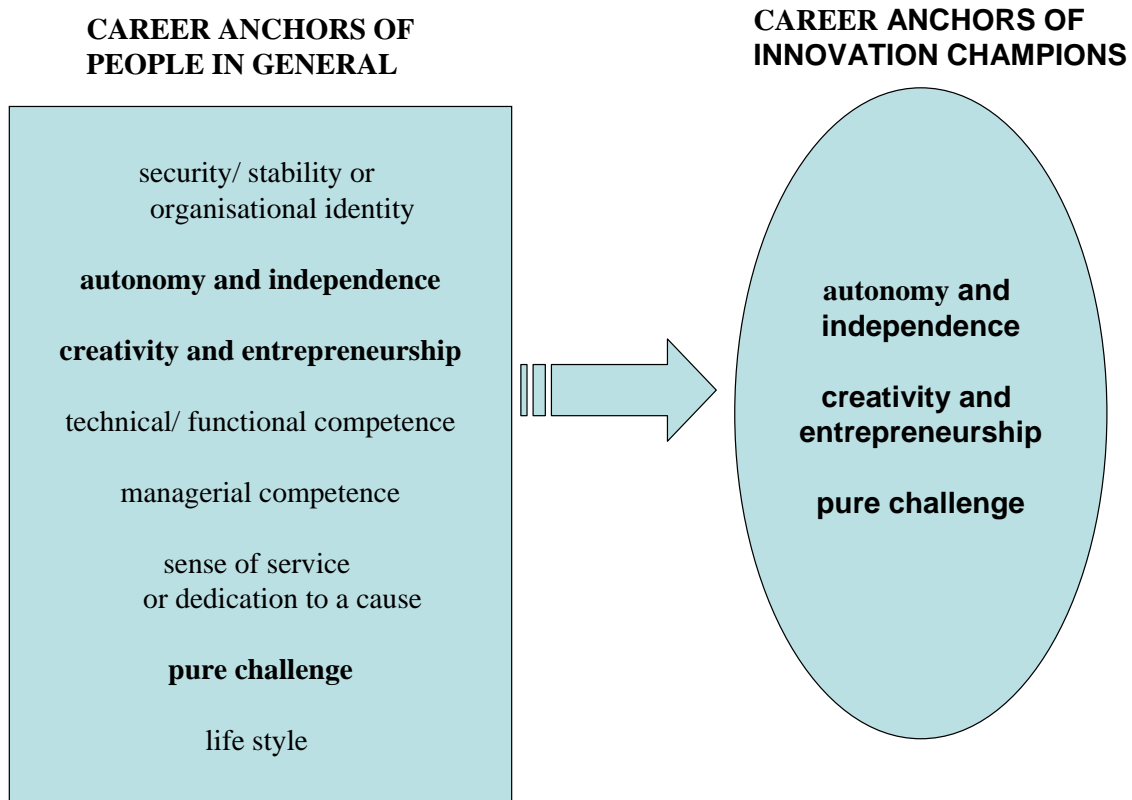 CAREER ANCHORS OF
PEOPLE IN GENERAL
security/ stability or
organisational identity
autonomy and independence
creativity and entrepreneurship
technical/ functional competence
managerial competence
sense of service
or dedication to a cause
pure challenge
life style
CAREER ANCHORS OF
INNOVATION CHAMPIONS
autonomy and
independence
creativity and
entrepreneurship
pure challenge